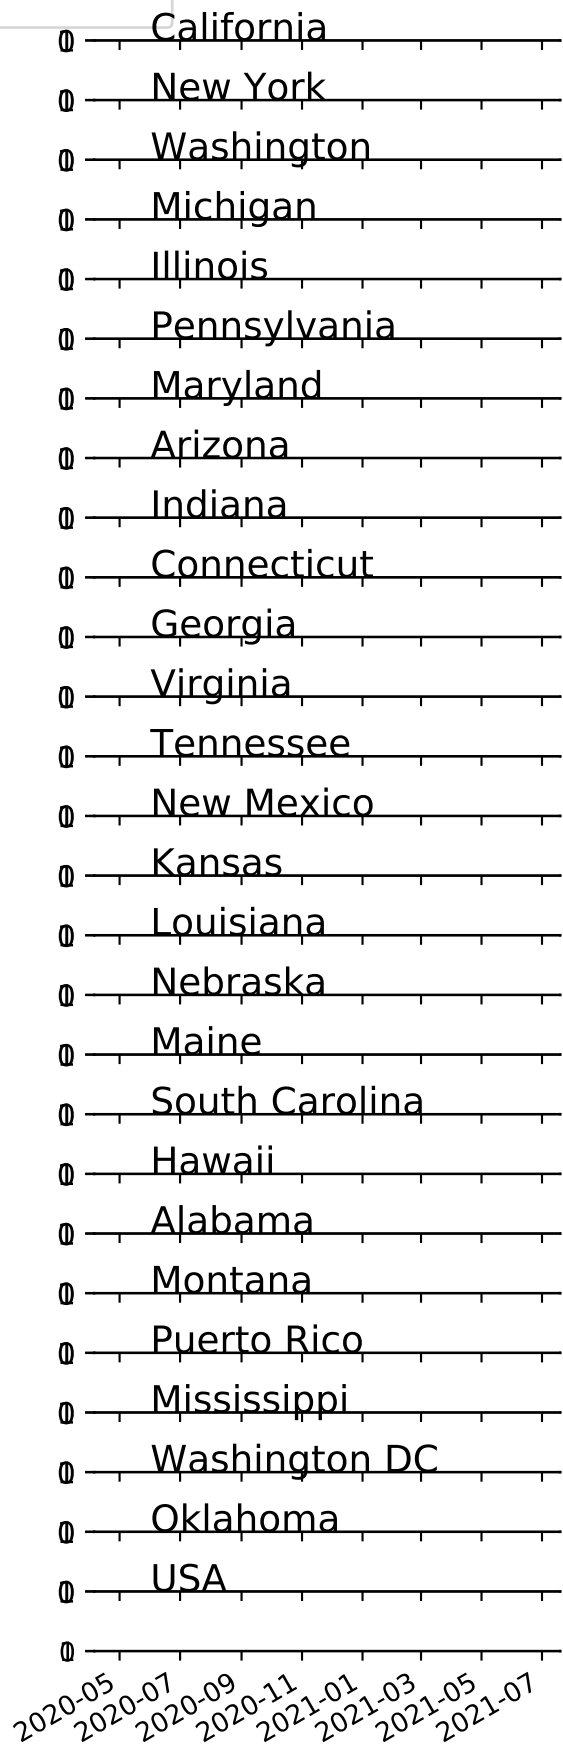 California
New York
Washington
Michigan
Illinois
Pennsylvania
Maryland
Arizona
Indiana
Connecticut
Georgia
Virginia
Tennessee
New Mexico
Kansas
Louisiana
Nebraska
Maine
South Carolina
Hawaii
Alabama
Montana
Puerto Rico
Mississippi
Washington DC
Oklahoma
USA
0
2020-05 2020-07 2020-09 2020-11 2021-01 2021-03 2021-05 2021-07